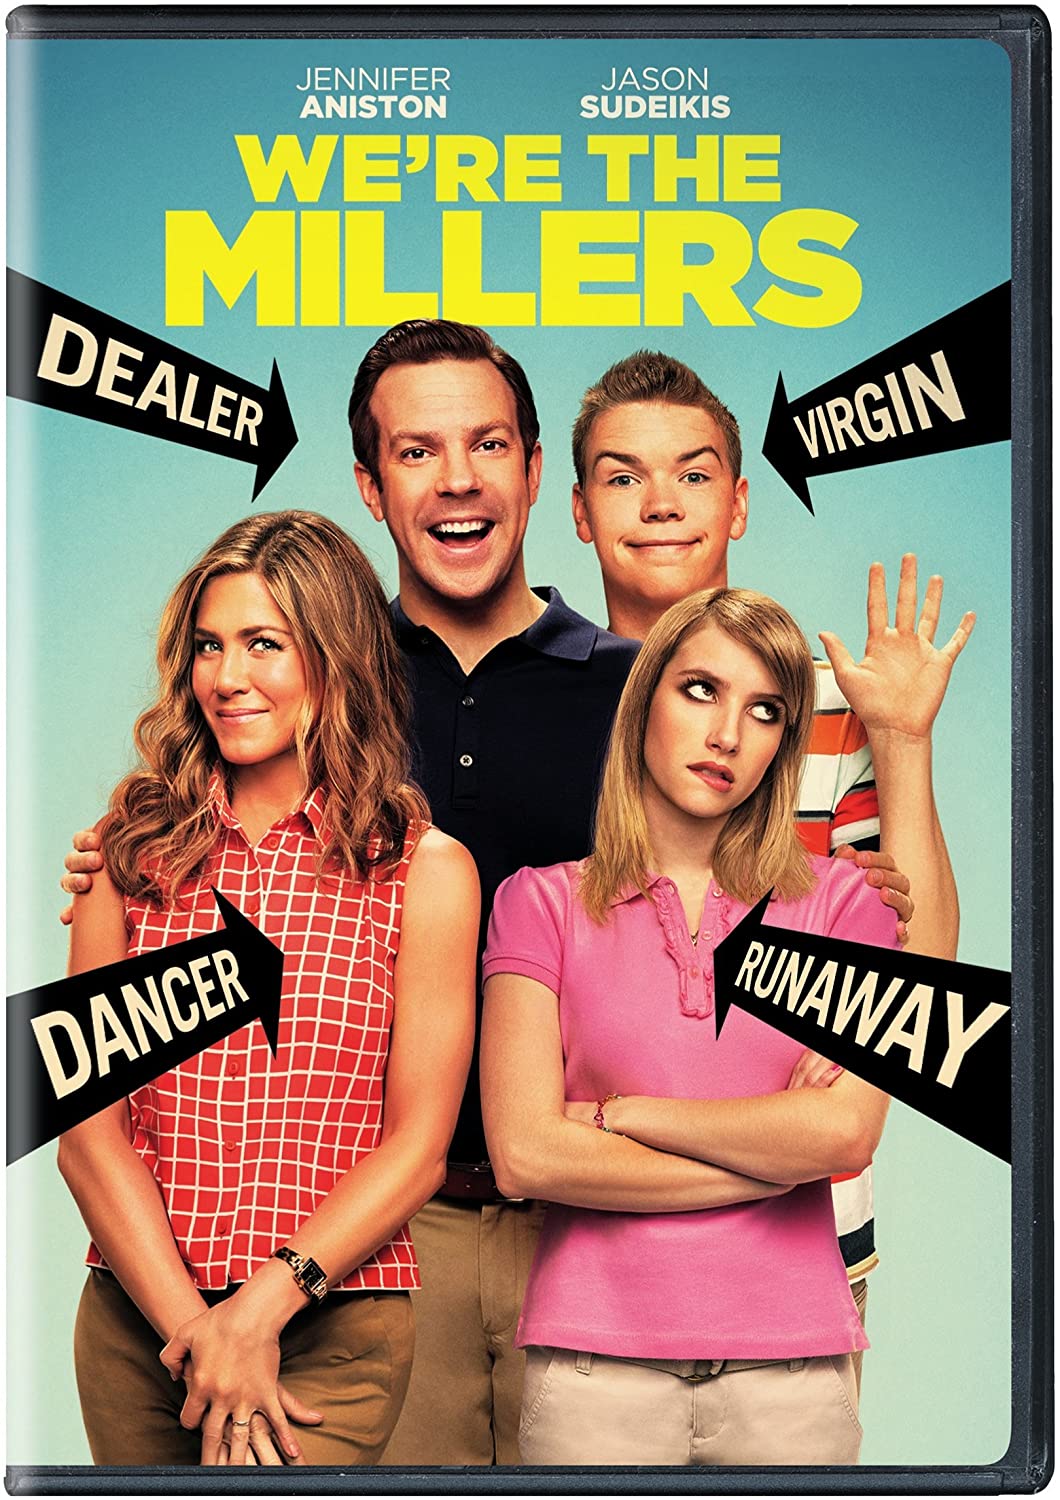 JENNIFER
ANISTON
JASON
SUDEIKIS
WE'RE THE
MILLERS
DEALER
VIRGIN
DANCER
RUNAWAY